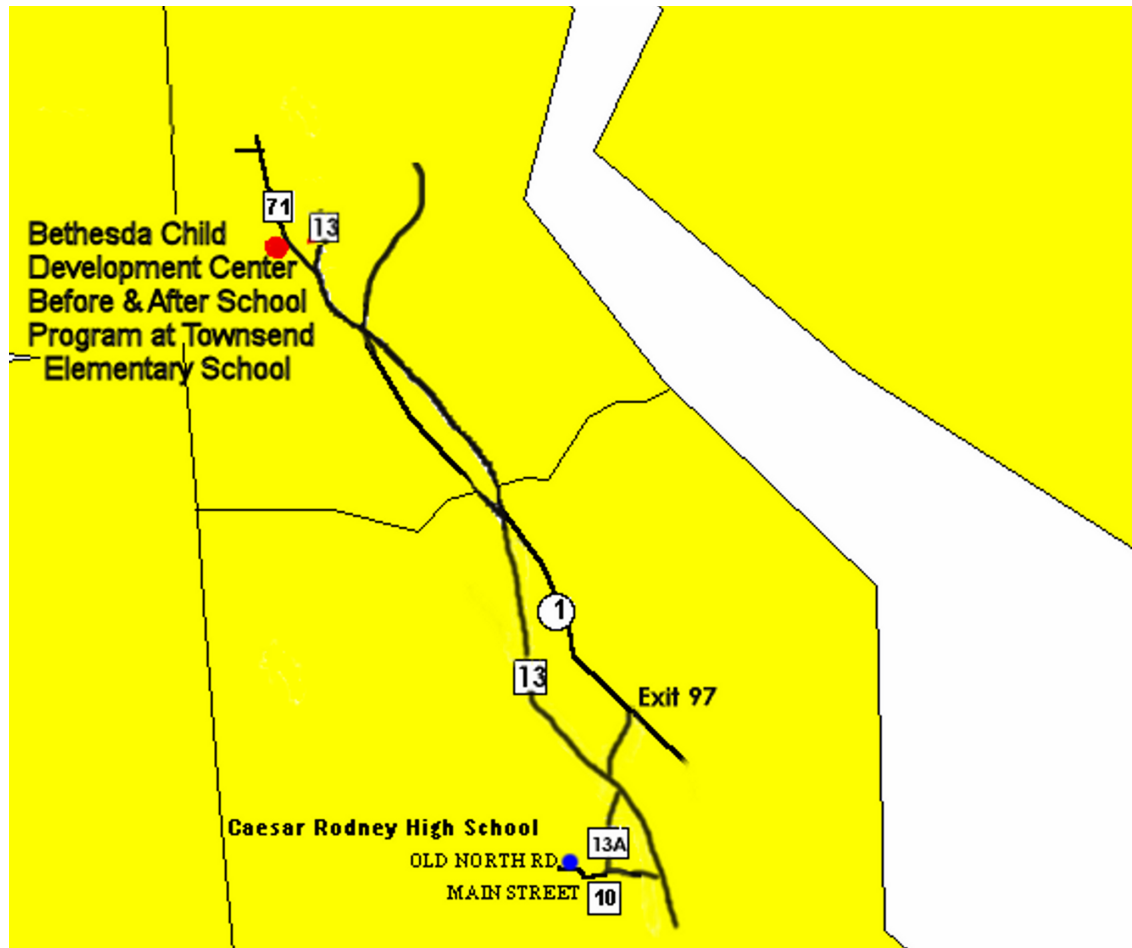 71
13
Bethesda Child
Development Center
Before & After School
Program at Townsend
Elementary School
1
13
Exit 97
Caesar Rodney High School
13A
OLD NORTH RD
MAIN STREET
10